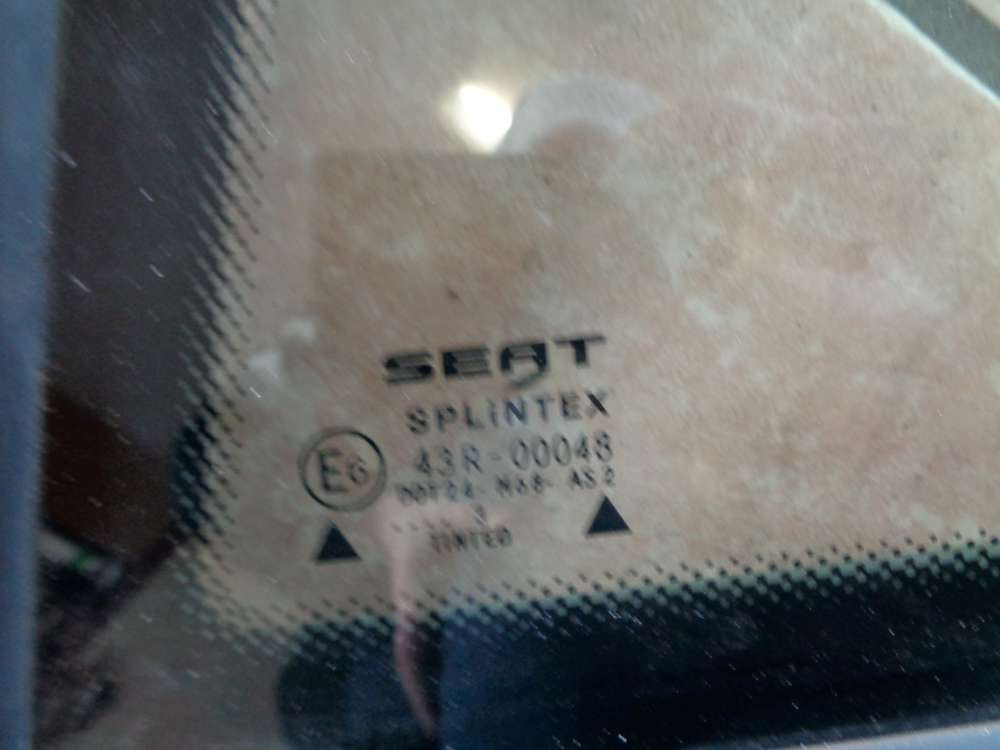 SEAT
SPLiNTEX
E6 43R-00048
DOT24-M68-AS2
TINTED